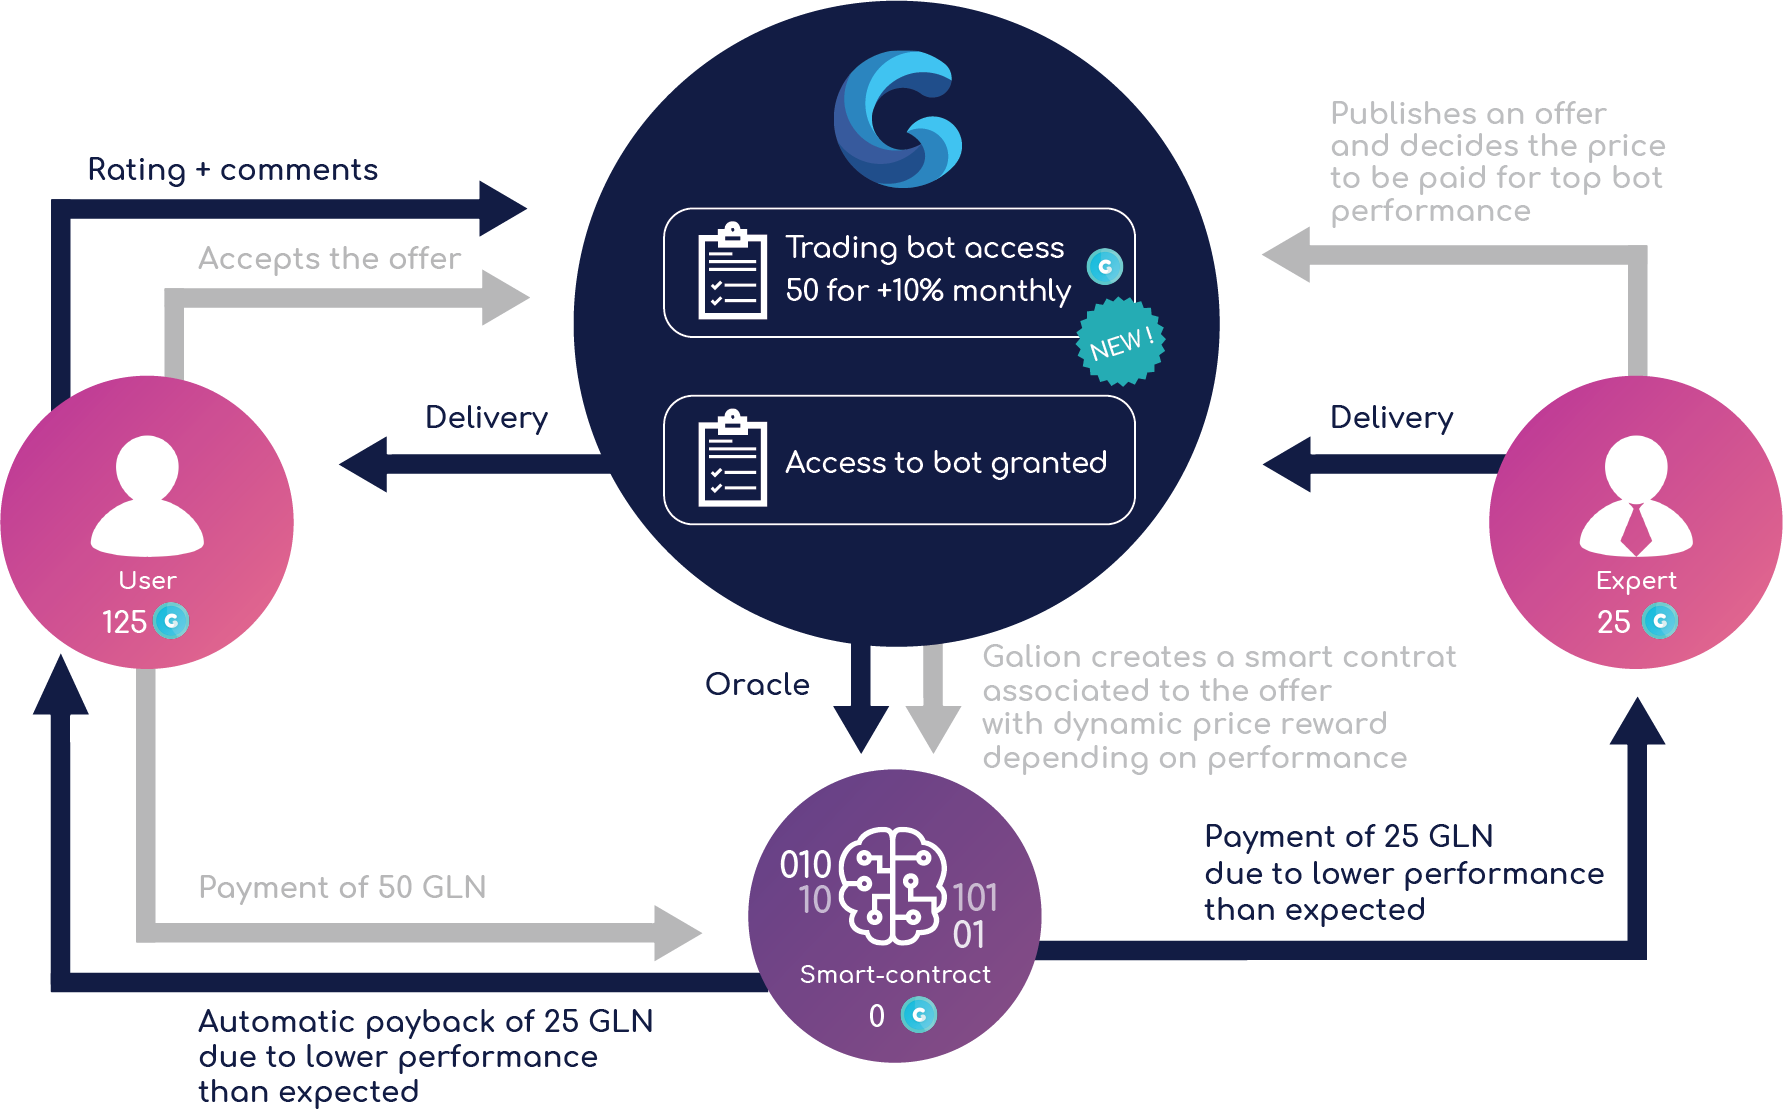 Publishes an offer
and decides the price
to be paid for top bot
performance
Rating + comments
Accepts the offer
Trading bot access
50 for +10% monthly
G
NEW !
Delivery
Delivery
Access to bot granted
User
125 G
Expert
25 G
Oracle
Galion creates a smart contrat
associated to the offer
with dynamic price reward
depending on performance
Payment of 25 GLN
due to lower performance
than expected
Payment of 50 GLN
010
10
101
01
Smart-contract
0 G
Automatic payback of 25 GLN
due to lower performance
than expected